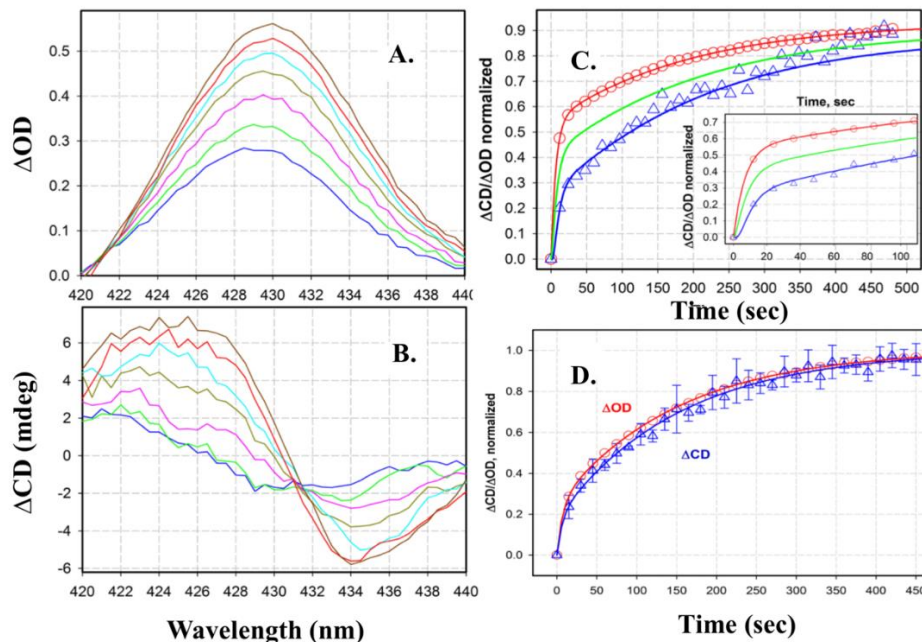 A.
ΔOD
0.5
0.4
0.3
0.2
0.1
0.0
420 422 424 426 428 430 432 434 436 438 440
B.
ΔCD (mdeg)
6
4
2
0
-2
-4
-6
420 422 424 426 428 430 432 434 436 438 440
Wavelength (nm)
C.
ΔCD/ΔOD normalized
0.9
0.8
0.7
0.6
0.5
0.4
0.3
0.2
0.1
0.0
0 50 100 150 200 250 300 350 400 450 500
Time (sec)
Time, sec
ΔCD/ΔOD normalized
0.7
0.6
0.5
0.4
0.3
0.2
0.1
0.0
0 20 40 60 80 100
D.
ΔCD/ΔOD, normalized
1.0
0.8
0.6
0.4
0.2
0.0
ΔOD
ΔCD
0 50 100 150 200 250 300 350 400 450
Time (sec)